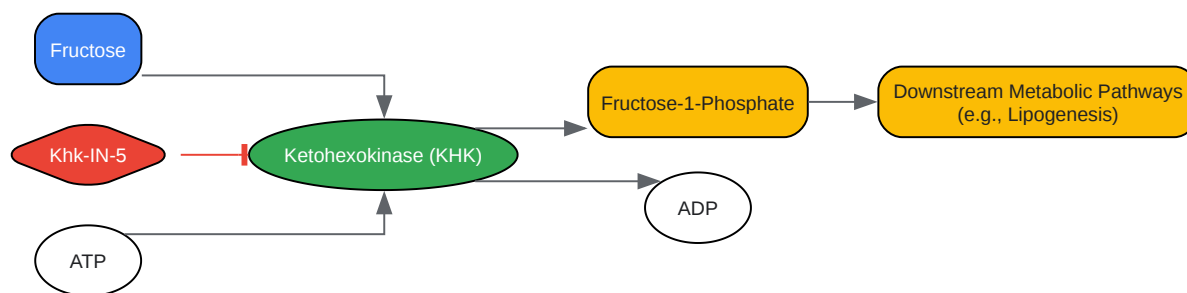 Fructose
Khk-IN-5
ATP
Ketohexokinase (KHK)
Fructose-1-Phosphate
ADP
Downstream Metabolic Pathways
(e.g., Lipogenesis)